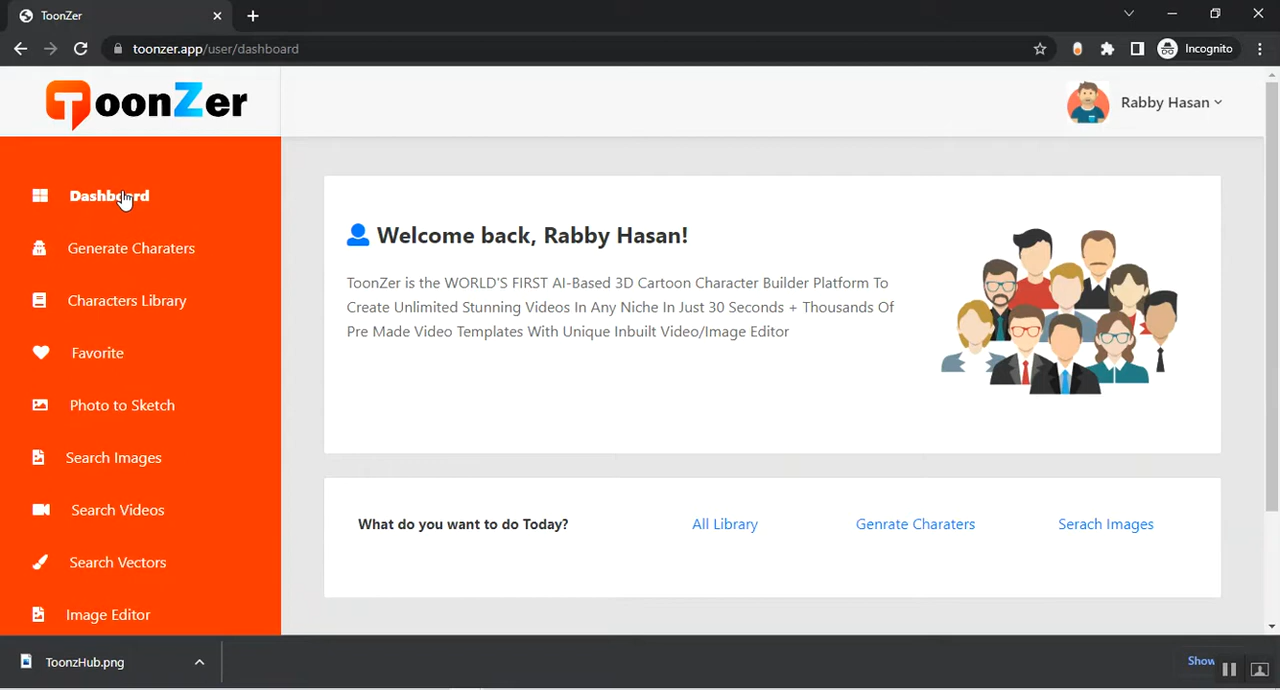 ToonZer
toonzer.app/user/dashboard
Incognito
ToonZer
Rabby Hasan
Dashboard
Generate Charaters
Characters Library
Favorite
Photo to Sketch
Search Images
Search Videos
Search Vectors
Image Editor
Welcome back, Rabby Hasan!
ToonZer is the WORLD'S FIRST AI-Based 3D Cartoon Character Builder Platform To
Create Unlimited Stunning Videos In Any Niche In Just 30 Seconds + Thousands Of
Pre Made Video Templates With Unique Inbuilt Video/Image Editor
What do you want to do Today?
All Library
Genrate Charaters
Serach Images
ToonzHub.png
Show